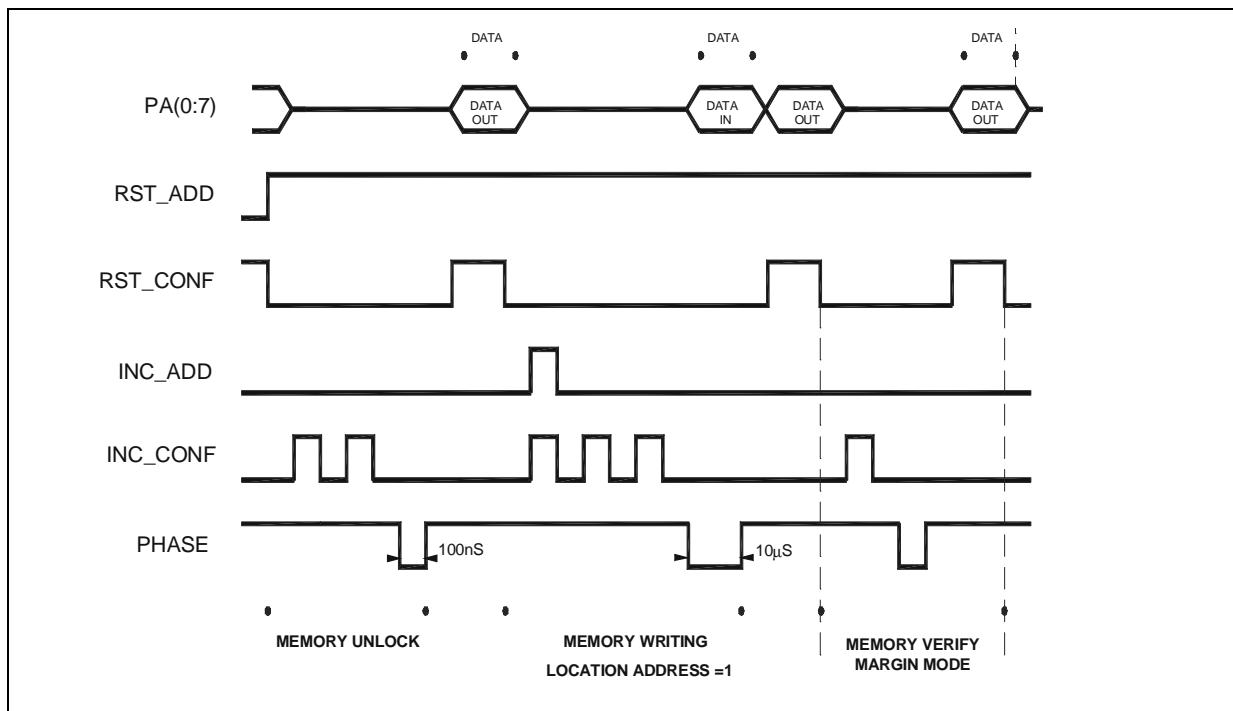 DATA DATA DATA
PA(0:7) DATA OUT DATA IN DATA OUT DATA OUT
RST_ADD
RST_CONF
INC_ADD
INC_CONF
PHASE
100nS 10μS
MEMORY UNLOCK MEMORY WRITING MEMORY VERIFY
LOCATION ADDRESS =1 MARGIN MODE